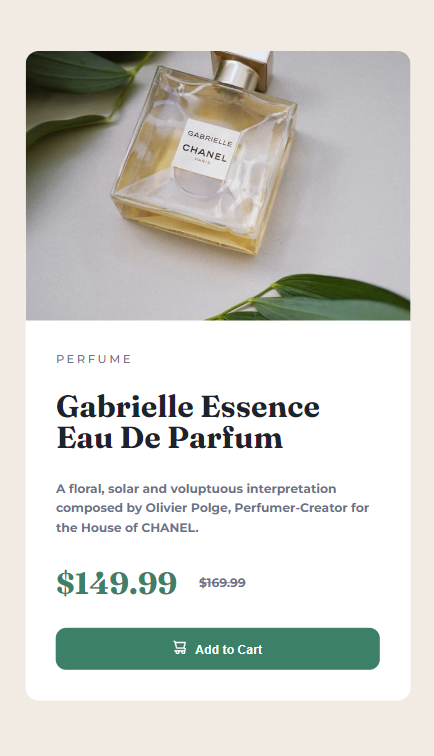 GABRIELLE
CHANEL
PARIS
PERFUME
Gabrielle Essence
Eau De Parfum
A floral, solar and voluptuous interpretation
composed by Olivier Polge, Perfumer-Creator for
the House of CHANEL.
$149.99 $169.99
Add to Cart